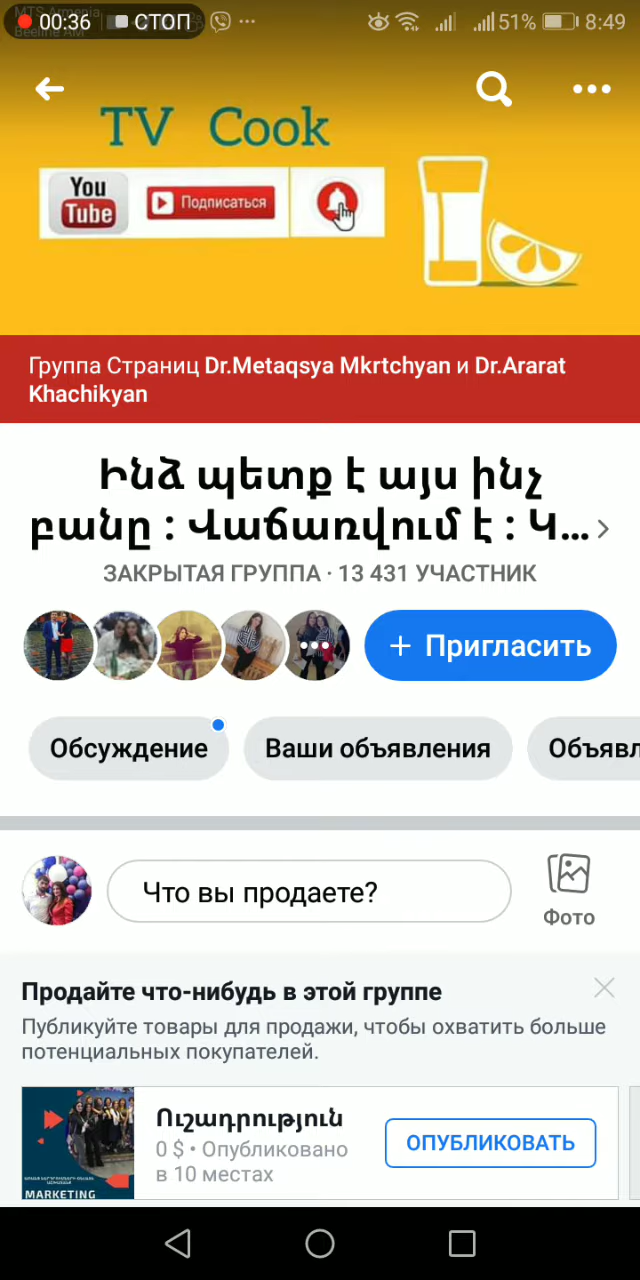 MTS Armenia
Beeline AM
00:36 СТОП
51% 8:49
TV Cook
You
Tube
Подписаться
Группа Страниц Dr.Metaqsya Mkrtchyan и Dr.Ararat
Khachikyan
Ինձ պետք է այս ինչ
բանը : Վաճառվում է : Կ...
ЗАКРЫТАЯ ГРУППА · 13 431 УЧАСТНИК
+ Пригласить
Обсуждение
Ваши объявления
Объявл
Что вы продаете?
Фото
Продайте что-нибудь в этой группе
Публикуйте товары для продажи, чтобы охватить больше
потенциальных покупателей.
Ուշադրություն
0 $ • Опубликовано
в 10 местах
ОПУБЛИКОВАТЬ
MARKETING